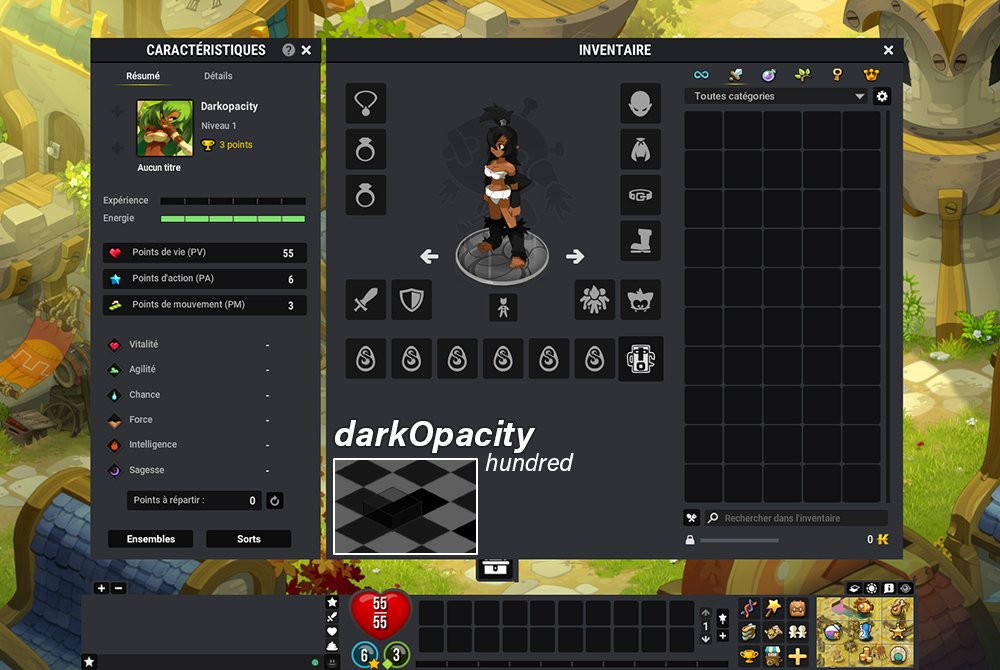 CARACTÉRISTIQUES
Résumé
Détails
Darkopacity
Niveau 1
3 points
Aucun titre
Expérience
Energie
Points de vie (PV) 55
Points d'action (PA) 6
Points de mouvement (PM) 3
Vitalité -
Agilité -
Chance -
Force -
Intelligence -
Sagesse -
Points à répartir : 0
Ensembles
Sorts
INVENTAIRE
Toutes catégories
Rechercher dans l'inventaire
0
darkOpacity
hundred
55
55
6
3
1